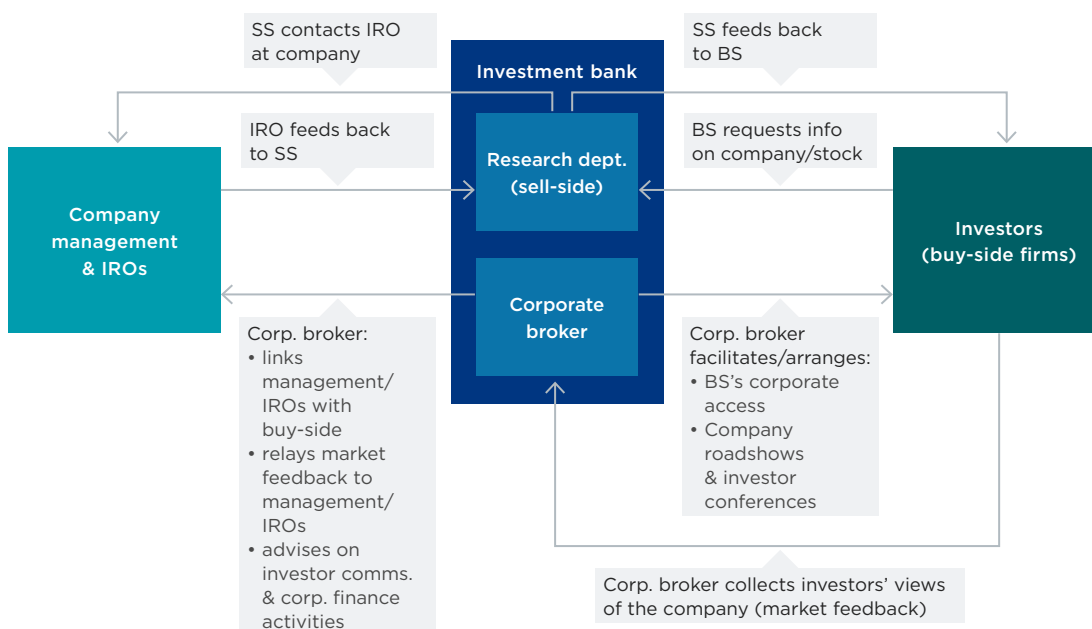 SS contacts IRO
at company
SS feeds back
to BS
Investment bank
IRO feeds back
to SS
BS requests info
on company/stock
Research dept.
(sell-side)
Company
management
& IROs
Investors
(buy-side firms)
Corporate
broker
Corp. broker:
• links
management/
IROs with
buy-side
• relays market
feedback to
management/
IROs
• advises on
investor comms.
& corp. finance
activities
Corp. broker
facilitates/arranges:
• BS’s corporate
access
• Company
roadshows
& investor
conferences
Corp. broker collects investors’ views
of the company (market feedback)